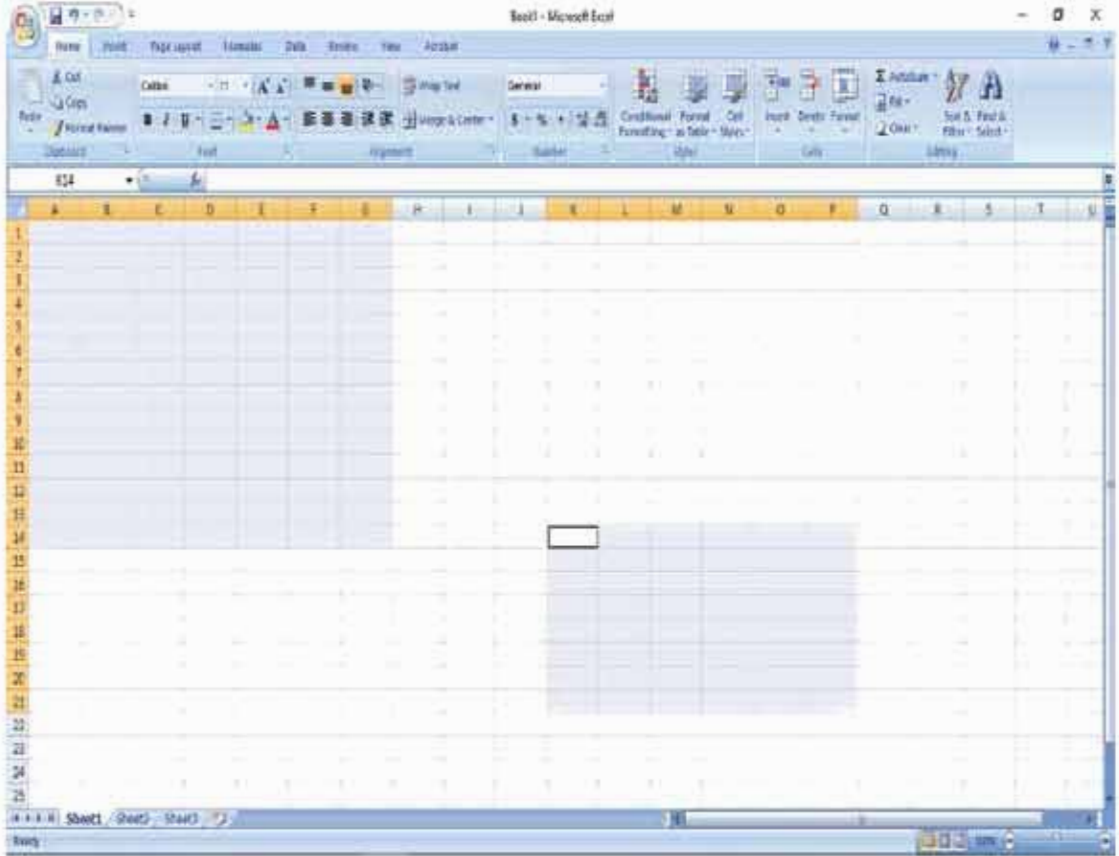 Book1 - Microsoft Excel
Home Insert Page Layout Formulas Data Review View Acrobat
Cut
Copy
Format Painter
Paste
Clipboard
Calibri 11
Font
Wrap Text
Merge & Center
Alignment
General
$ %
Number
Conditional Formatting
Format as Table
Cell Styles
Styles
Insert Delete Format
Cells
AutoSum
Fill
Clear
Sort & Filter
Find & Select
Editing
K14 fx
A B C D E F G H I J K L M N O P Q R S T U
1
2
3
4
5
6
7
8
9
10
11
12
13
14
15
16
17
18
19
20
21
22
23
24
25
Sheet1 Sheet2 Sheet3
Ready